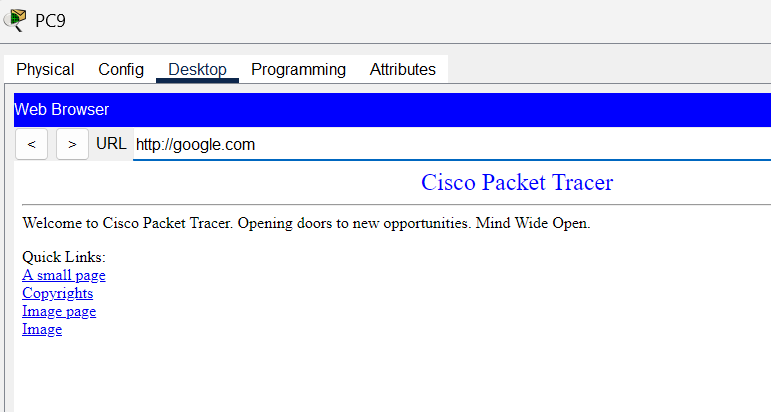 PC9
Physical Config Desktop Programming Attributes
Web Browser
< > URL http://google.com
Cisco Packet Tracer
Welcome to Cisco Packet Tracer. Opening doors to new opportunities. Mind Wide Open.
Quick Links:
A small page
Copyrights
Image page
Image